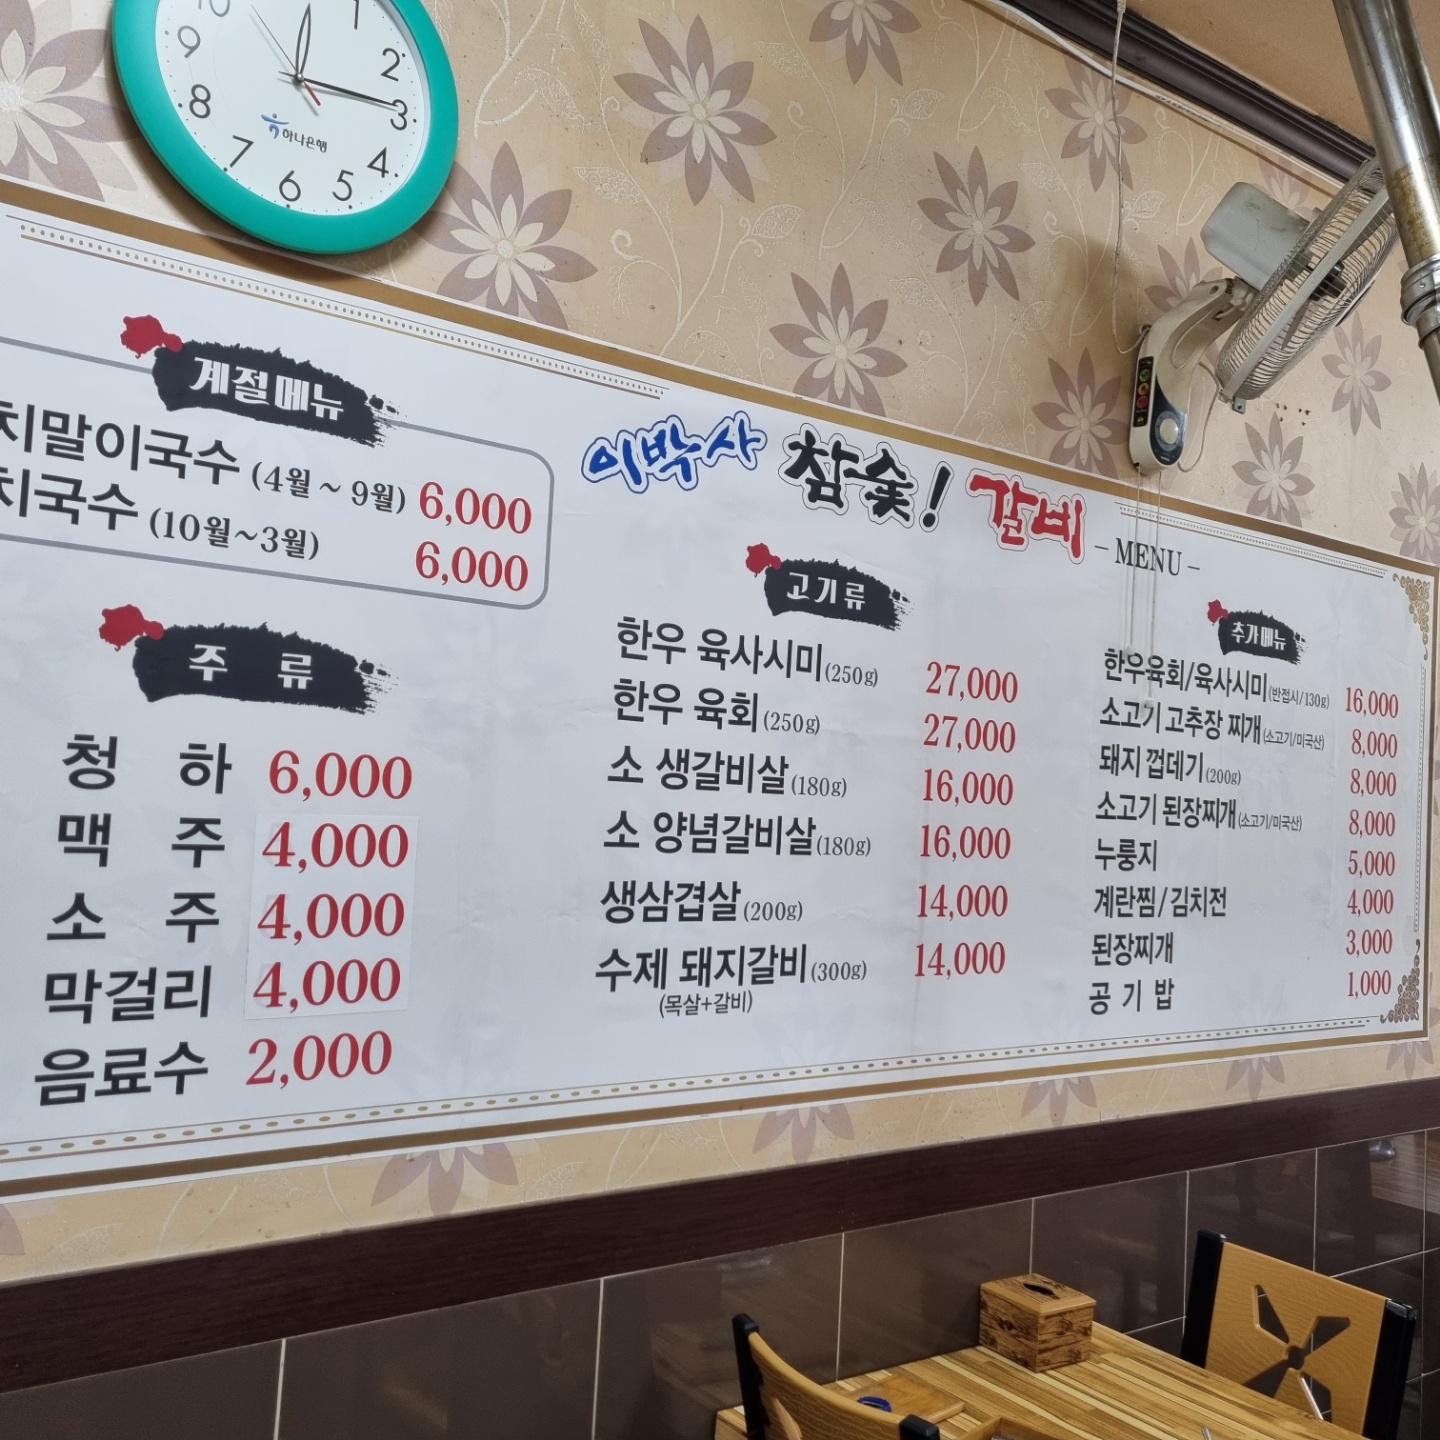 10 1
9 2
8 3
7 4
6 5
하나은행
계절메뉴
치말이국수 (4월 ~ 9월) 6,000
치국수 (10월~3월) 6,000
주 류
청 하 6,000
맥 주 4,000
소 주 4,000
막걸리 4,000
음료수 2,000
이박사 참숯! 갈비 - MENU -
고기류
한우 육사시미(250g) 27,000
한우 육회(250g) 27,000
소 생갈비살(180g) 16,000
소 양념갈비살(180g) 16,000
생삼겹살(200g) 14,000
수제 돼지갈비(300g) 14,000
(목살+갈비)
추가메뉴
한우육회/육사시미(반접시/130g) 16,000
소고기 고추장 찌개(소고기/미국산) 8,000
돼지 껍데기(200g) 8,000
소고기 된장찌개(소고기/미국산) 8,000
누룽지 5,000
계란찜/김치전 4,000
된장찌개 3,000
공 기 밥 1,000